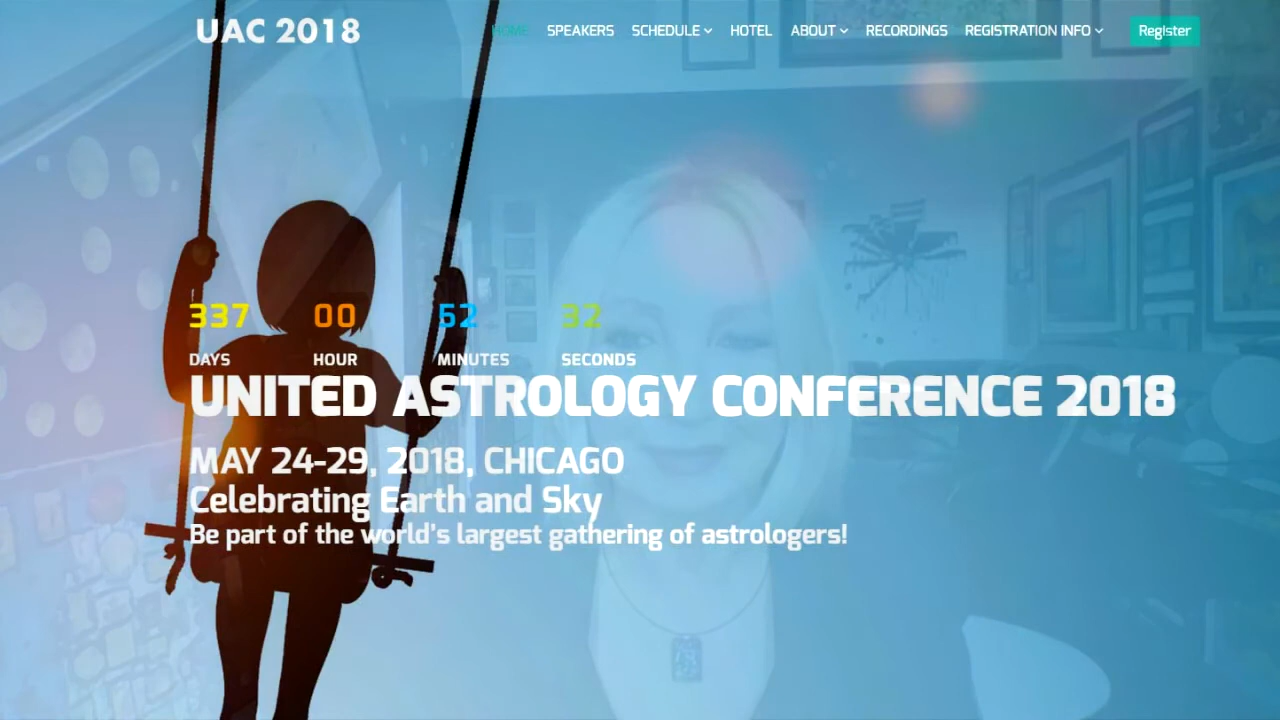 UAC 2018
HOME SPEAKERS SCHEDULE HOTEL ABOUT RECORDINGS REGISTRATION INFO Register
337 00 52 32
DAYS HOUR MINUTES SECONDS
UNITED ASTROLOGY CONFERENCE 2018
MAY 24-29, 2018, CHICAGO
Celebrating Earth and Sky
Be part of the world's largest gathering of astrologers!